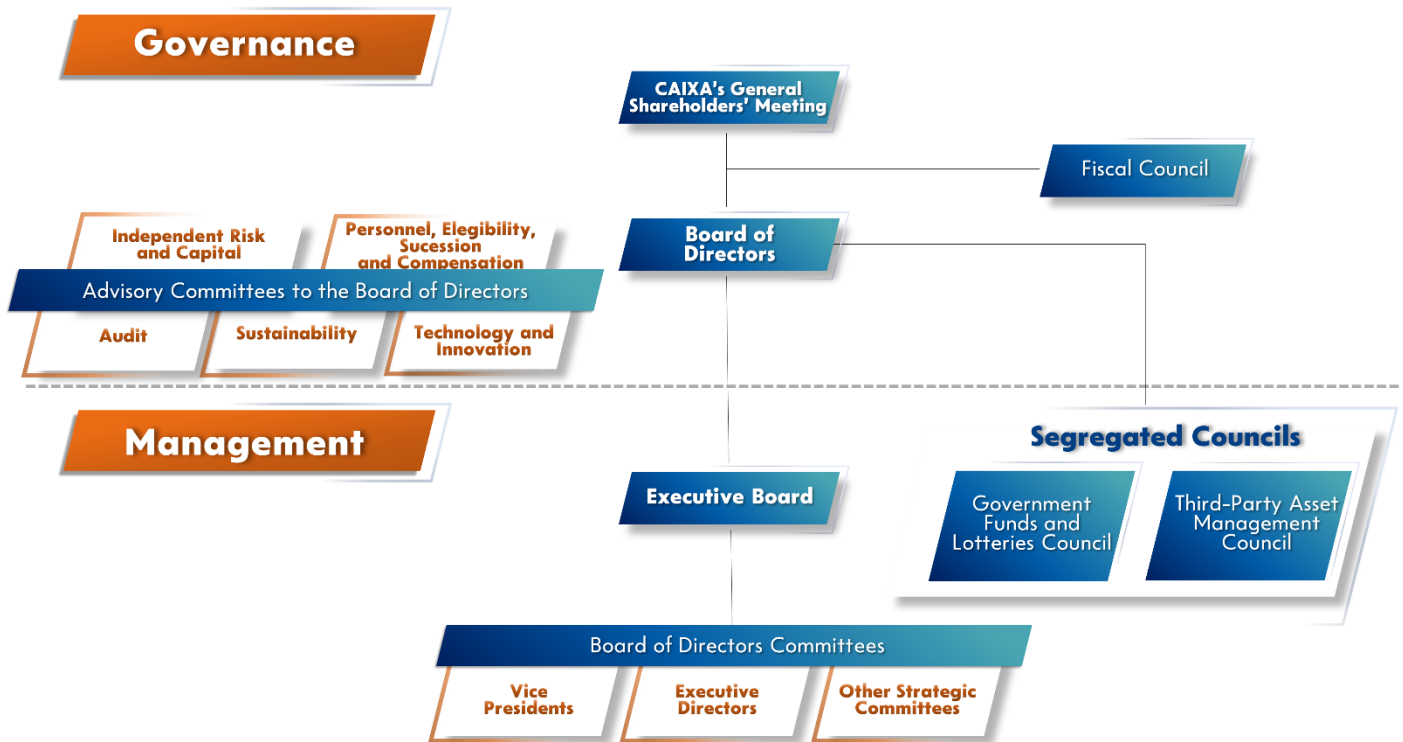 Governance
CAIXA's General
Shareholders' Meeting
Fiscal Council
Board of
Directors
Independent Risk
and Capital
Personnel, Elegibility,
Sucession
and Compensation
Advisory Committees to the Board of Directors
Audit
Sustainability
Technology and
Innovation
Management
Segregated Councils
Executive Board
Government
Funds and
Lotteries Council
Third-Party Asset
Management
Council
Board of Directors Committees
Vice
Presidents
Executive
Directors
Other Strategic
Committees